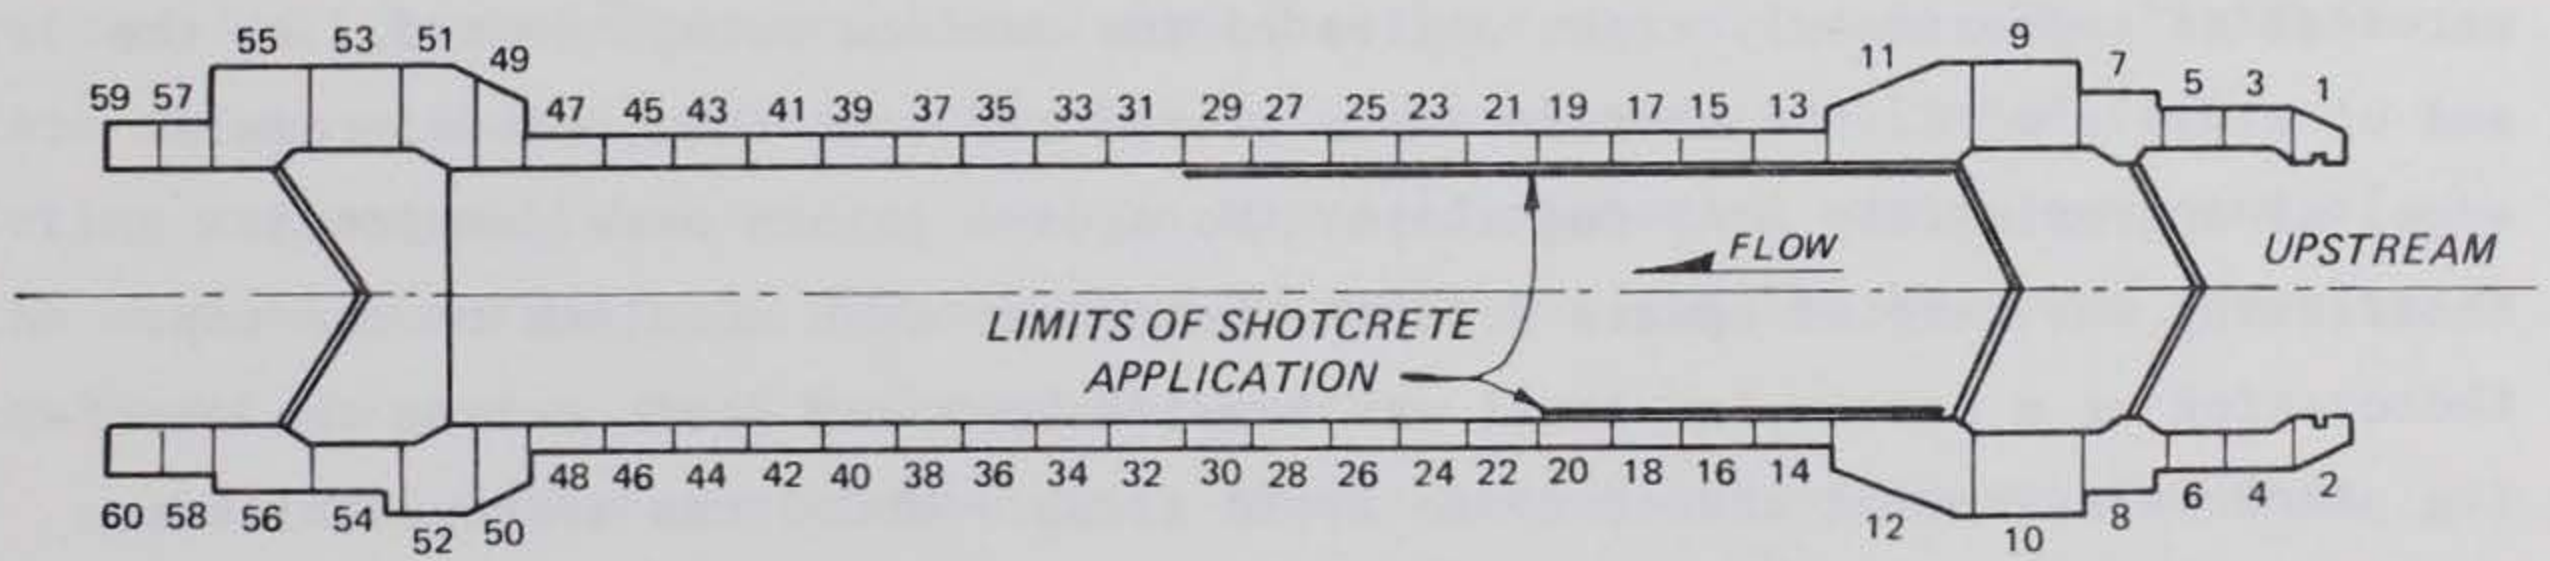 55 53 51 49
59 57 47 45 43 41 39 37 35 33 31 29 27 25 23 21 19 17 15 13 11 9 7 5 3 1
FLOW
UPSTREAM
LIMITS OF SHOTCRETE
APPLICATION
60 58 56 54 52 50 48 46 44 42 40 38 36 34 32 30 28 26 24 22 20 18 16 14 12 10 8 6 4 2